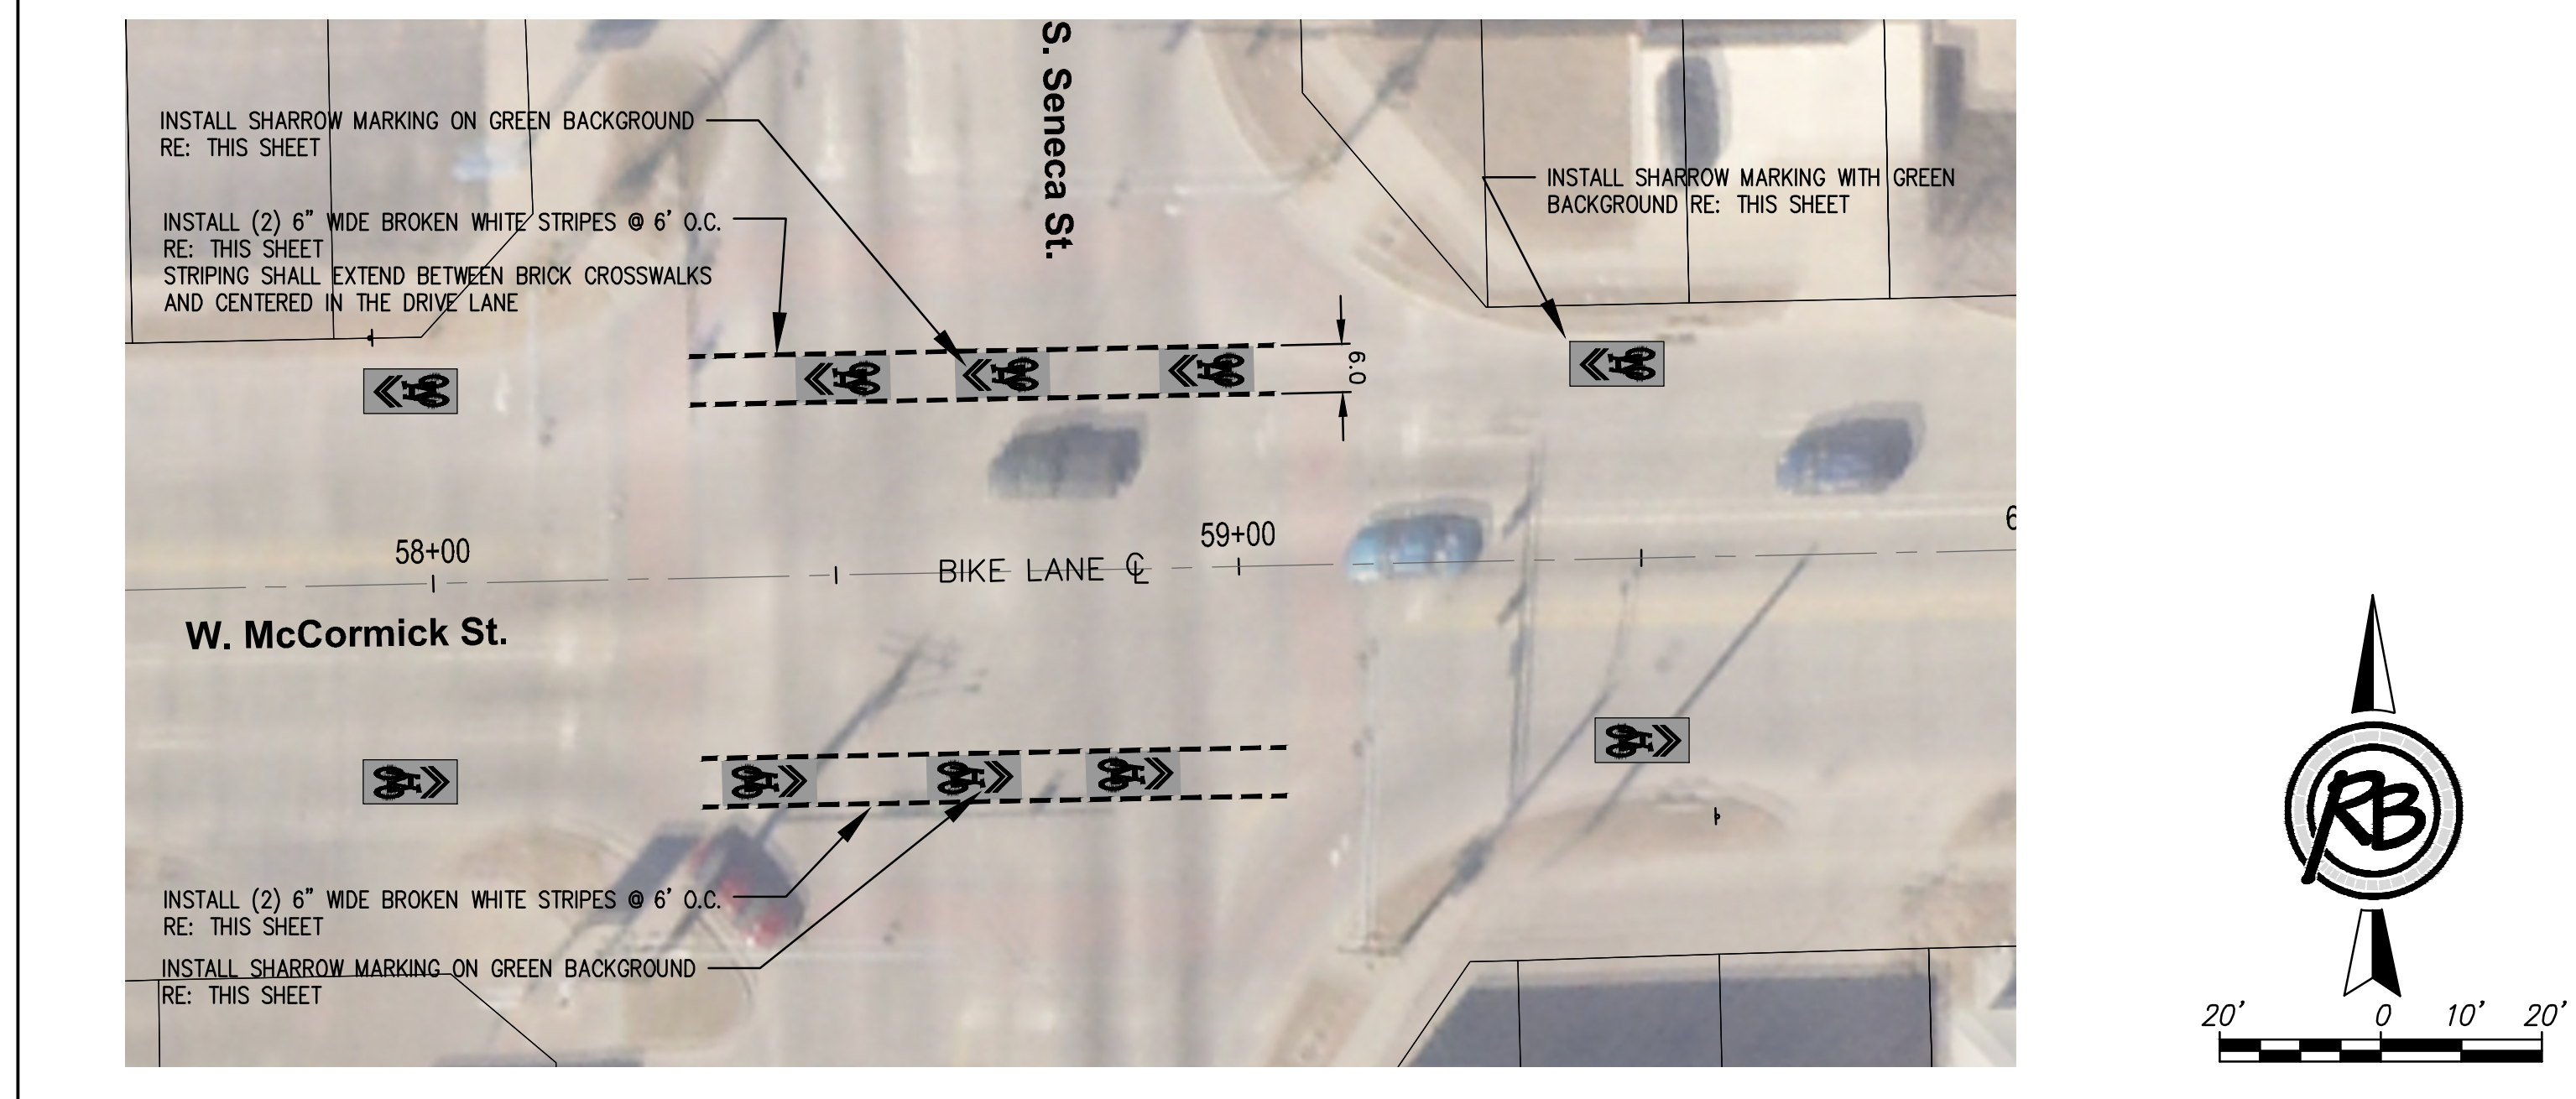 S. Seneca St.
INSTALL SHARROW MARKING ON GREEN BACKGROUND
RE: THIS SHEET
INSTALL SHARROW MARKING WITH GREEN
BACKGROUND RE: THIS SHEET
INSTALL (2) 6" WIDE BROKEN WHITE STRIPES @ 6' O.C.
RE: THIS SHEET
STRIPING SHALL EXTEND BETWEEN BRICK CROSSWALKS
AND CENTERED IN THE DRIVE LANE
6.0
58+00
59+00
6
BIKE LANE ℄
W. McCormick St.
INSTALL (2) 6" WIDE BROKEN WHITE STRIPES @ 6' O.C.
RE: THIS SHEET
INSTALL SHARROW MARKING ON GREEN BACKGROUND
RE: THIS SHEET
RB
20' 0 10' 20'